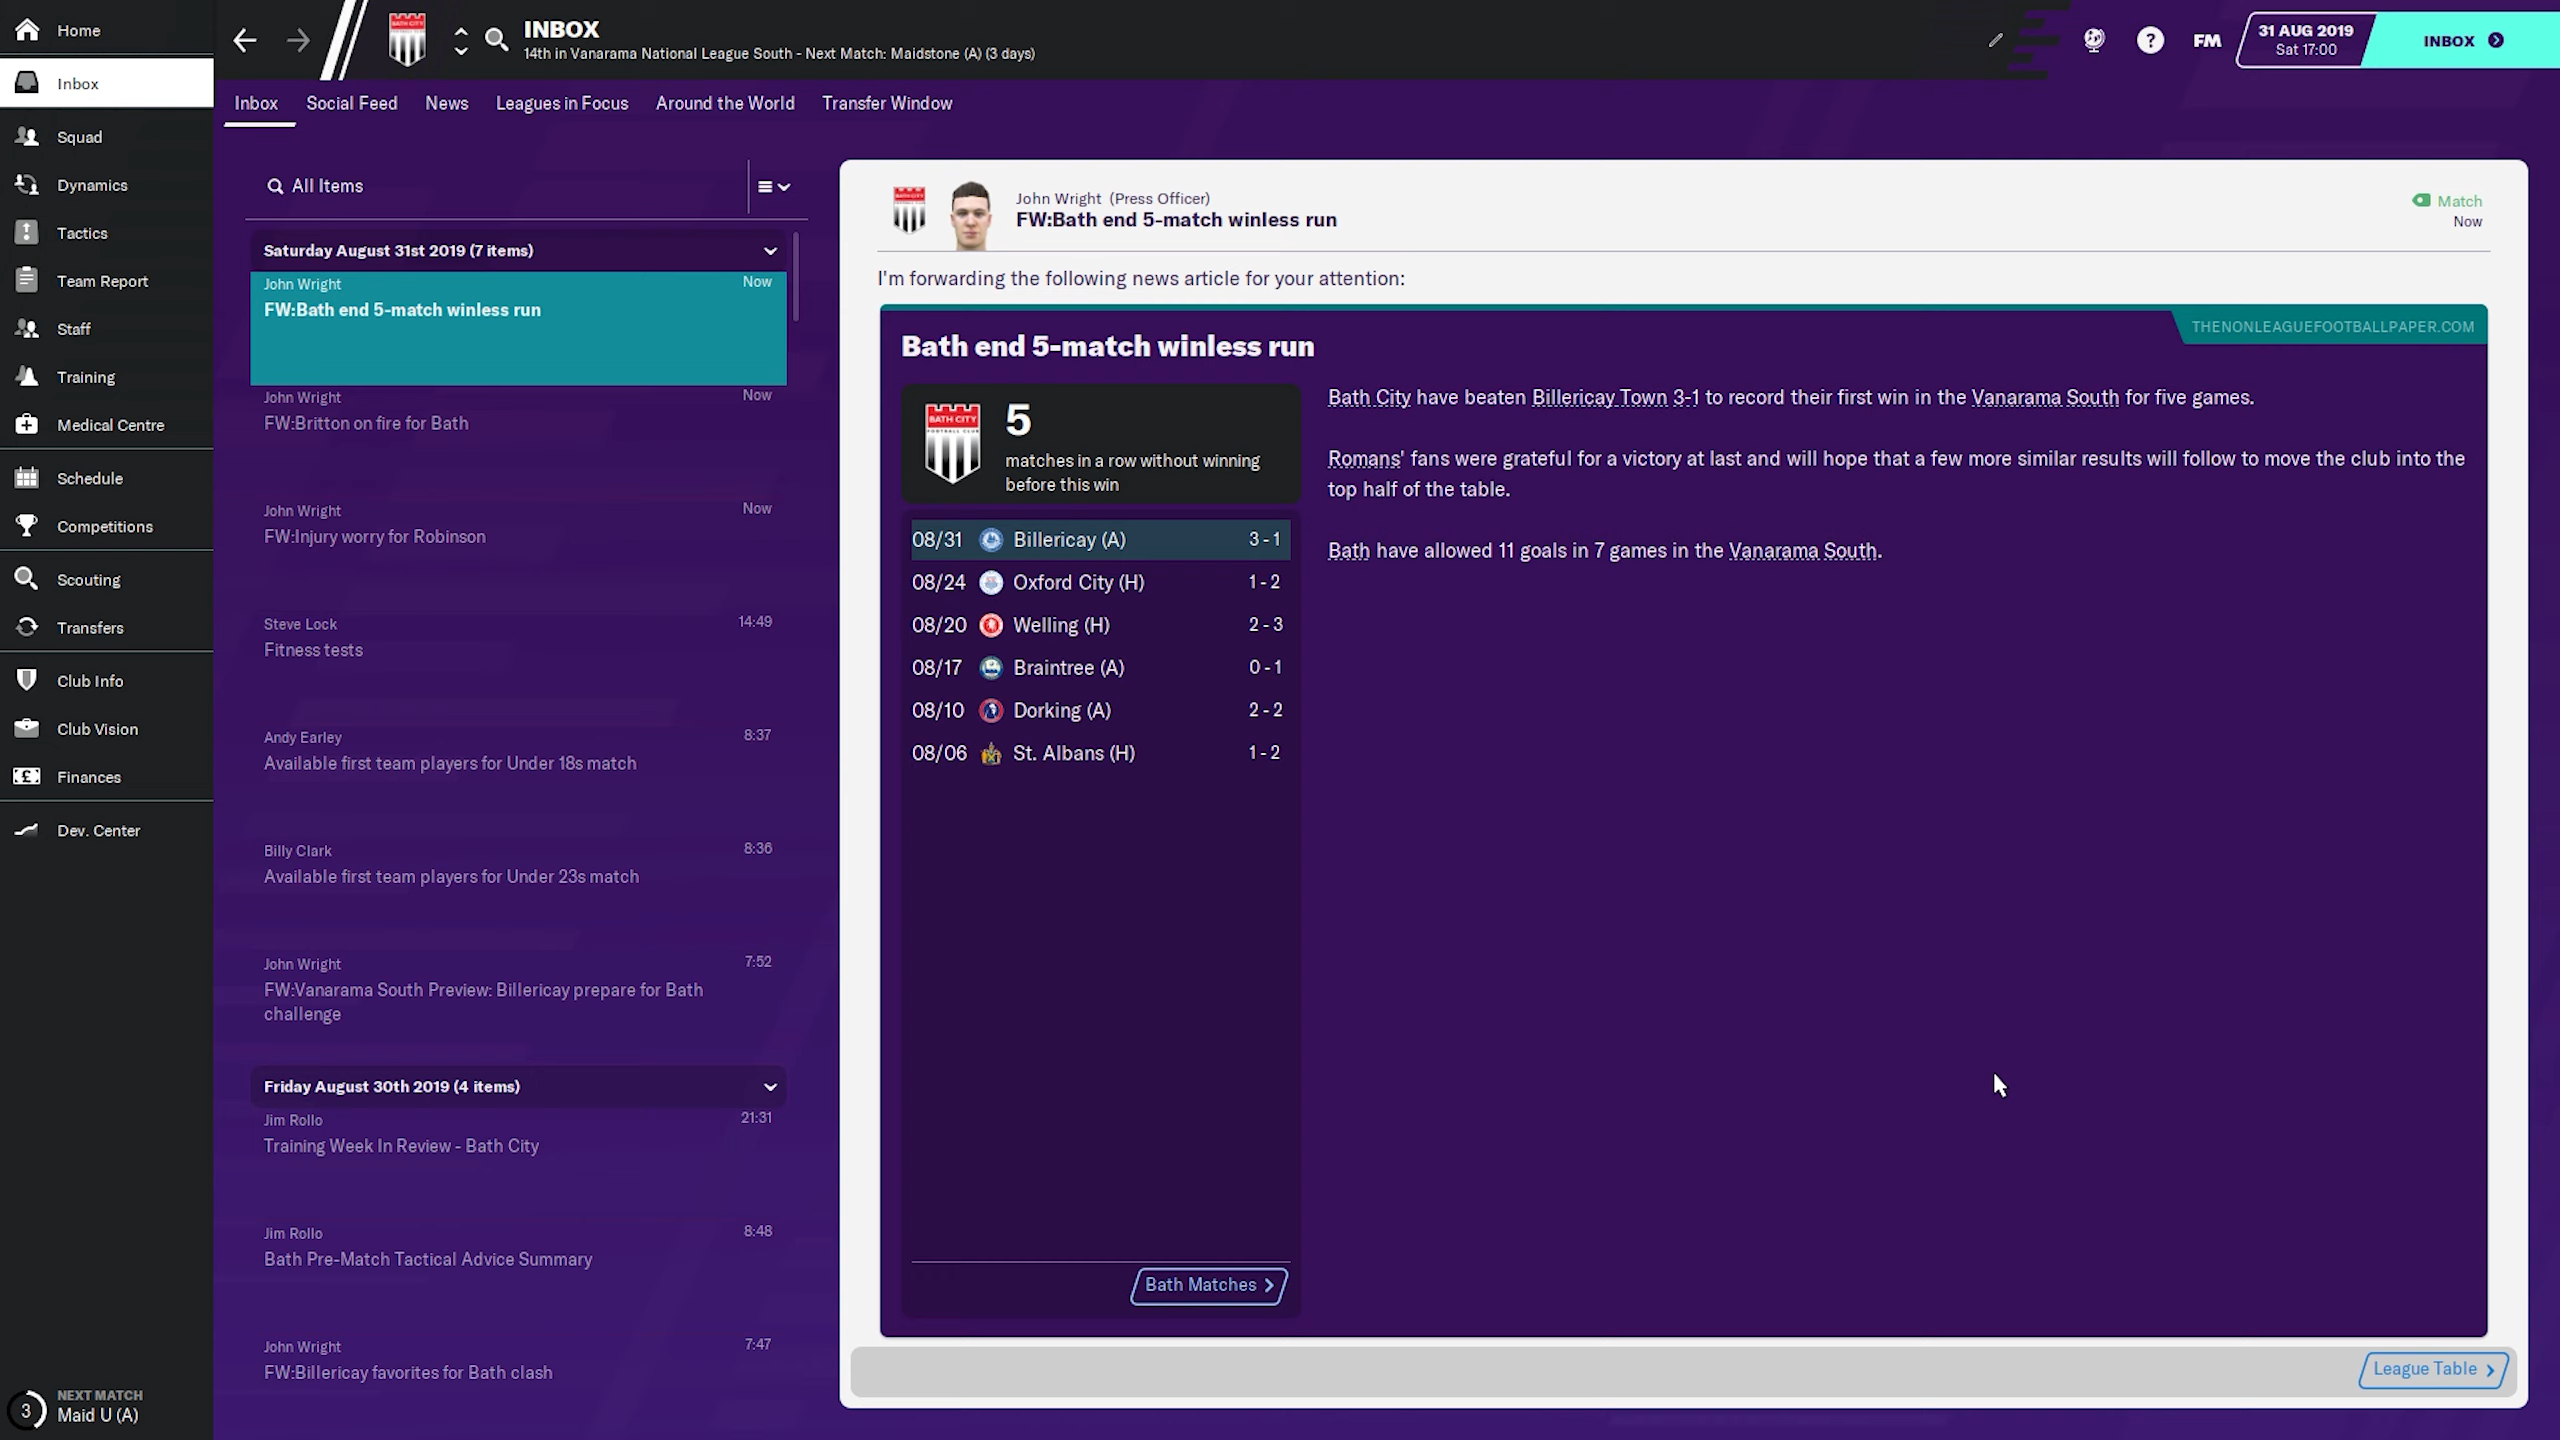 Home
Inbox
Squad
Dynamics
Tactics
Team Report
Staff
Training
Medical Centre
Schedule
Competitions
Scouting
Transfers
Club Info
Club Vision
Finances
Dev. Center
3
NEXT MATCH
Maid U (A)
BATH CITY
INBOX
14th in Vanarama National League South - Next Match: Maidstone (A) (3 days)
?
FM
31 AUG 2019
Sat 17:00
INBOX
Inbox Social Feed News Leagues in Focus Around the World Transfer Window
All Items
Saturday August 31st 2019 (7 items)
John Wright Now
FW:Bath end 5-match winless run
John Wright Now
FW:Britton on fire for Bath
John Wright Now
FW:Injury worry for Robinson
Steve Lock 14:49
Fitness tests
Andy Earley 8:37
Available first team players for Under 18s match
Billy Clark 8:36
Available first team players for Under 23s match
John Wright 7:52
FW:Vanarama South Preview: Billericay prepare for Bath
challenge
Friday August 30th 2019 (4 items)
Jim Rollo 21:31
Training Week In Review - Bath City
Jim Rollo 8:48
Bath Pre-Match Tactical Advice Summary
John Wright 7:47
FW:Billericay favorites for Bath clash
BATH CITY
John Wright (Press Officer)
FW:Bath end 5-match winless run
Match
Now
I'm forwarding the following news article for your attention:
THENONLEAGUEFOOTBALLPAPER.COM
Bath end 5-match winless run
BATH CITY
FOOTBALL CLUB
5
matches in a row without winning
before this win
08/31 Billericay (A) 3 - 1
08/24 Oxford City (H) 1 - 2
08/20 Welling (H) 2 - 3
08/17 Braintree (A) 0 - 1
08/10 Dorking (A) 2 - 2
08/06 St. Albans (H) 1 - 2
Bath Matches
Bath City have beaten Billericay Town 3-1 to record their first win in the Vanarama South for five games.
Romans' fans were grateful for a victory at last and will hope that a few more similar results will follow to move the club into the
top half of the table.
Bath have allowed 11 goals in 7 games in the Vanarama South.
League Table